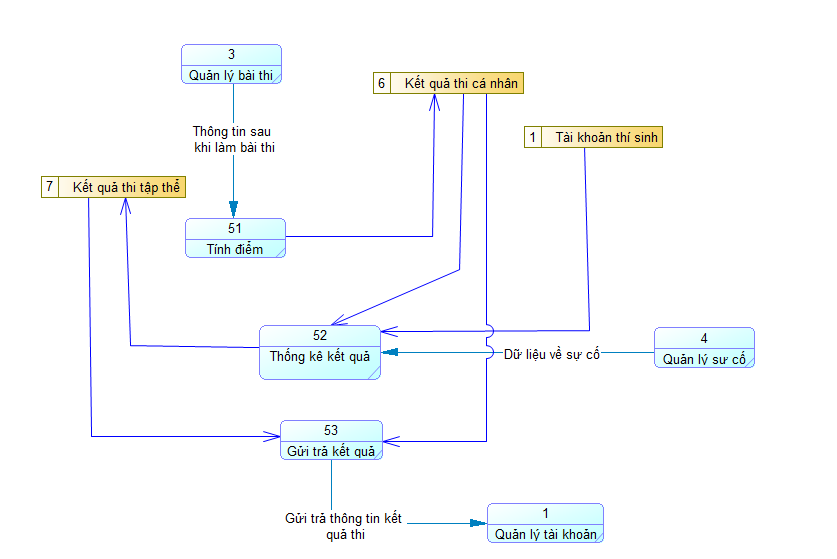 3
Quản lý bài thi
6 Kết quả thi cá nhân
Thông tin sau
khi làm bài thi
1 Tài khoản thí sinh
7 Kết quả thi tập thể
51
Tính điểm
52
Thống kê kết quả
4
Quản lý sư cố
Dữ liệu về sự cố
53
Gửi trả kết quả
Gửi trả thông tin kết
quả thi
1
Quản lý tài khoản